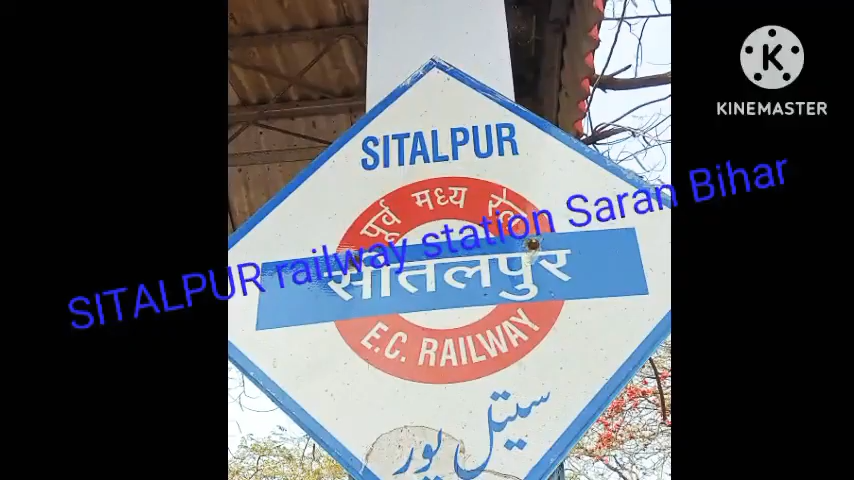 KINEMASTER
SITALPUR
पूर्व मध्य रेल
SITALPUR railway station Saran Bihar
सीतलपुर
E.C. RAILWAY
سیتل پور